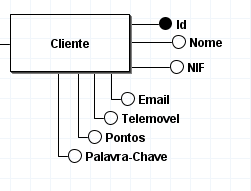 Id
Cliente
Nome
NIF
Email
Telemovel
Pontos
Palavra-Chave